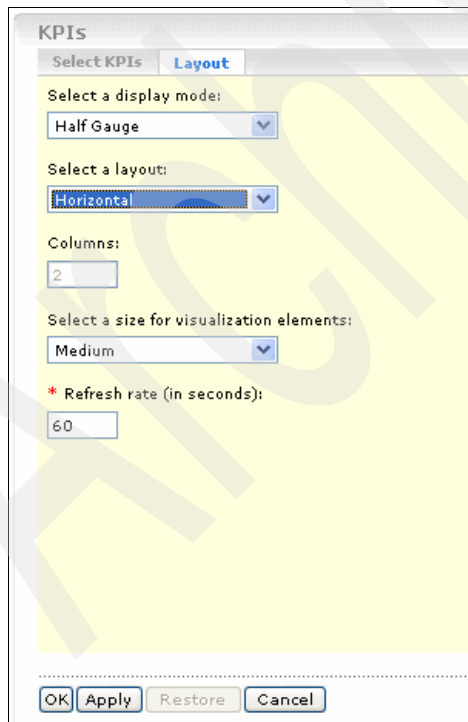 KPIs
Select KPIs Layout
Select a display mode:
Half Gauge
Select a layout:
Horizontal
Columns:
2
Select a size for visualization elements:
Medium
* Refresh rate (in seconds):
60
OK Apply Restore Cancel